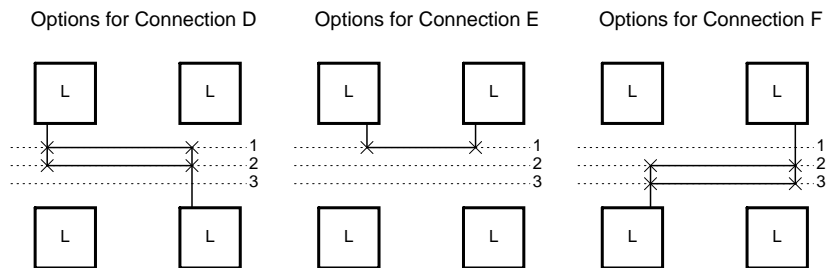 Options for Connection D Options for Connection E Options for Connection F
L L L L L L
1 1 1
2 2 2
3 3 3
L L L L L L